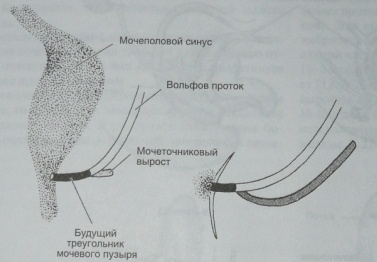 Мочеполовой синус
Вольфов проток
Мочеточниковый
вырост
Будущий
треугольник
мочевого пузыря